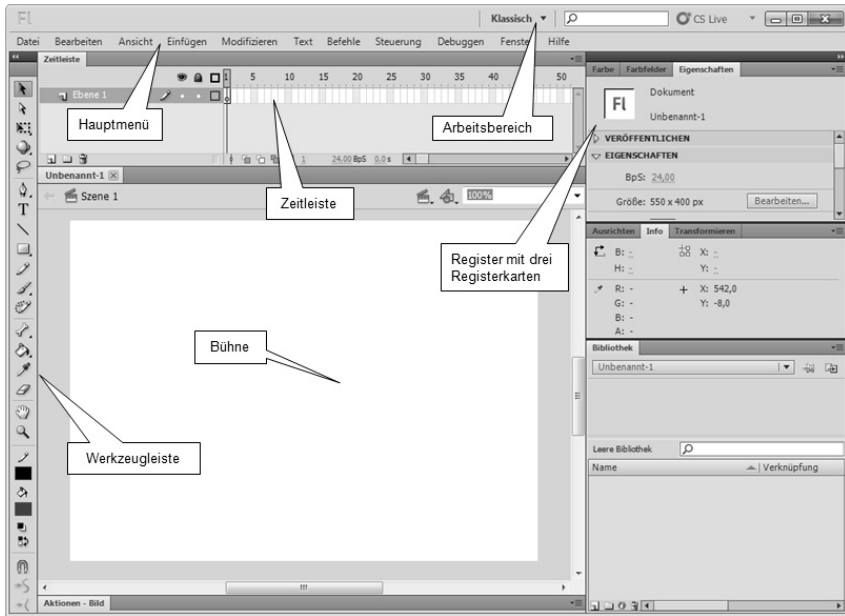 Fl
Klassisch
CS Live
Datei Bearbeiten Ansicht Einfügen Modifizieren Text Befehle Steuerung Debuggen Fenster Hilfe
Zeitleiste
1 5 10 15 20 25 30 35 40 50
Ebene 1
Hauptmenü
Arbeitsbereich
1 24,00 BpS 0,0 s
Unbenannt-1
Szene 1
100%
Zeitleiste
Farbe Farbfelder Eigenschaften
Fl
Dokument
Unbenannt-1
VERÖFFENTLICHEN
EIGENSCHAFTEN
BpS: 24,00
Größe: 550 x 400 px Bearbeiten...
Register mit drei
Registerkarten
Ausrichten Info Transformieren
B: - X: -
H: - Y: -
R: - X: 542,0
G: - Y: -8,0
B: -
A: -
Bühne
Bibliothek
Unbenannt-1
Werkzeugleiste
Leere Bibliothek
Name Verknüpfung
Aktionen - Bild